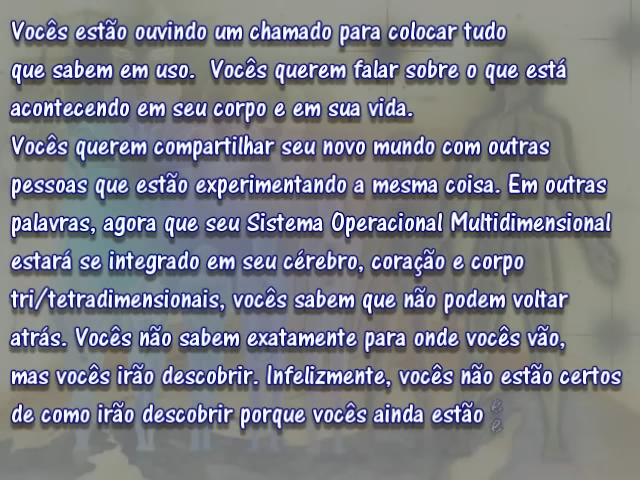 Vocês estão ouvindo um chamado para colocar tudo
que sabem em uso.  Vocês querem falar sobre o que está
acontecendo em seu corpo e em sua vida.
Vocês querem compartilhar seu novo mundo com outras
pessoas que estão experimentando a mesma coisa. Em outras
palavras, agora que seu Sistema Operacional Multidimensional
estará se integrado em seu cérebro, coração e corpo
tri/tetradimensionais, vocês sabem que não podem voltar
atrás. Vocês não sabem exatamente para onde vocês vão,
mas vocês irão descobrir. Infelizmente, vocês não estão certos
de como irão descobrir porque vocês ainda estão